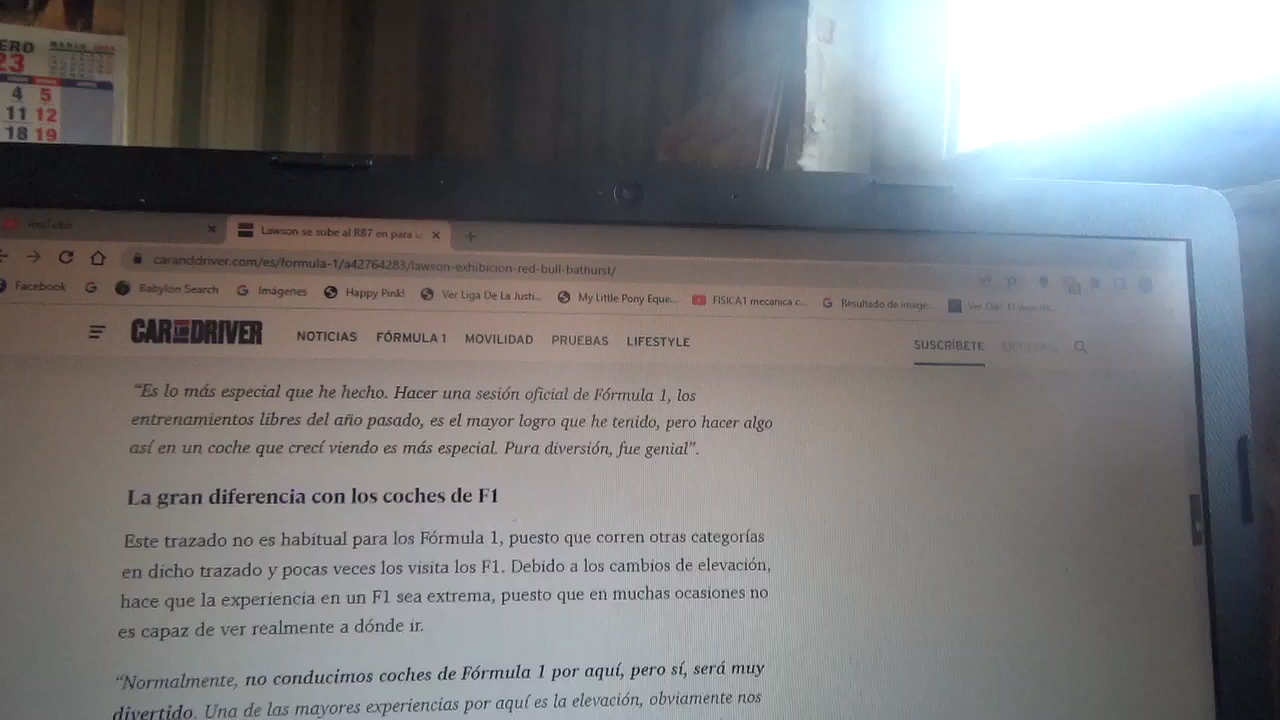 ERO
23
4 5
11 12
18 19
Lawson se sube al RB7 en para u
caranddriver.com/es/formula-1/a42764283/lawson-exhibicion-red-bull-bathurst/
Facebook Babylon Search Imágenes Happy Pink! Ver Liga De La Justi... My Little Pony Eque... FISICA1 mecanica c... Resultado de image...
CAR AND DRIVER NOTICIAS FÓRMULA 1 MOVILIDAD PRUEBAS LIFESTYLE SUSCRÍBETE
“Es lo más especial que he hecho. Hacer una sesión oficial de Fórmula 1, los
entrenamientos libres del año pasado, es el mayor logro que he tenido, pero hacer algo
así en un coche que crecí viendo es más especial. Pura diversión, fue genial”.
La gran diferencia con los coches de F1
Este trazado no es habitual para los Fórmula 1, puesto que corren otras categorías
en dicho trazado y pocas veces los visita los F1. Debido a los cambios de elevación,
hace que la experiencia en un F1 sea extrema, puesto que en muchas ocasiones no
es capaz de ver realmente a dónde ir.
“Normalmente, no conducimos coches de Fórmula 1 por aquí, pero sí, será muy
divertido. Una de las mayores experiencias por aquí es la elevación, obviamente nos